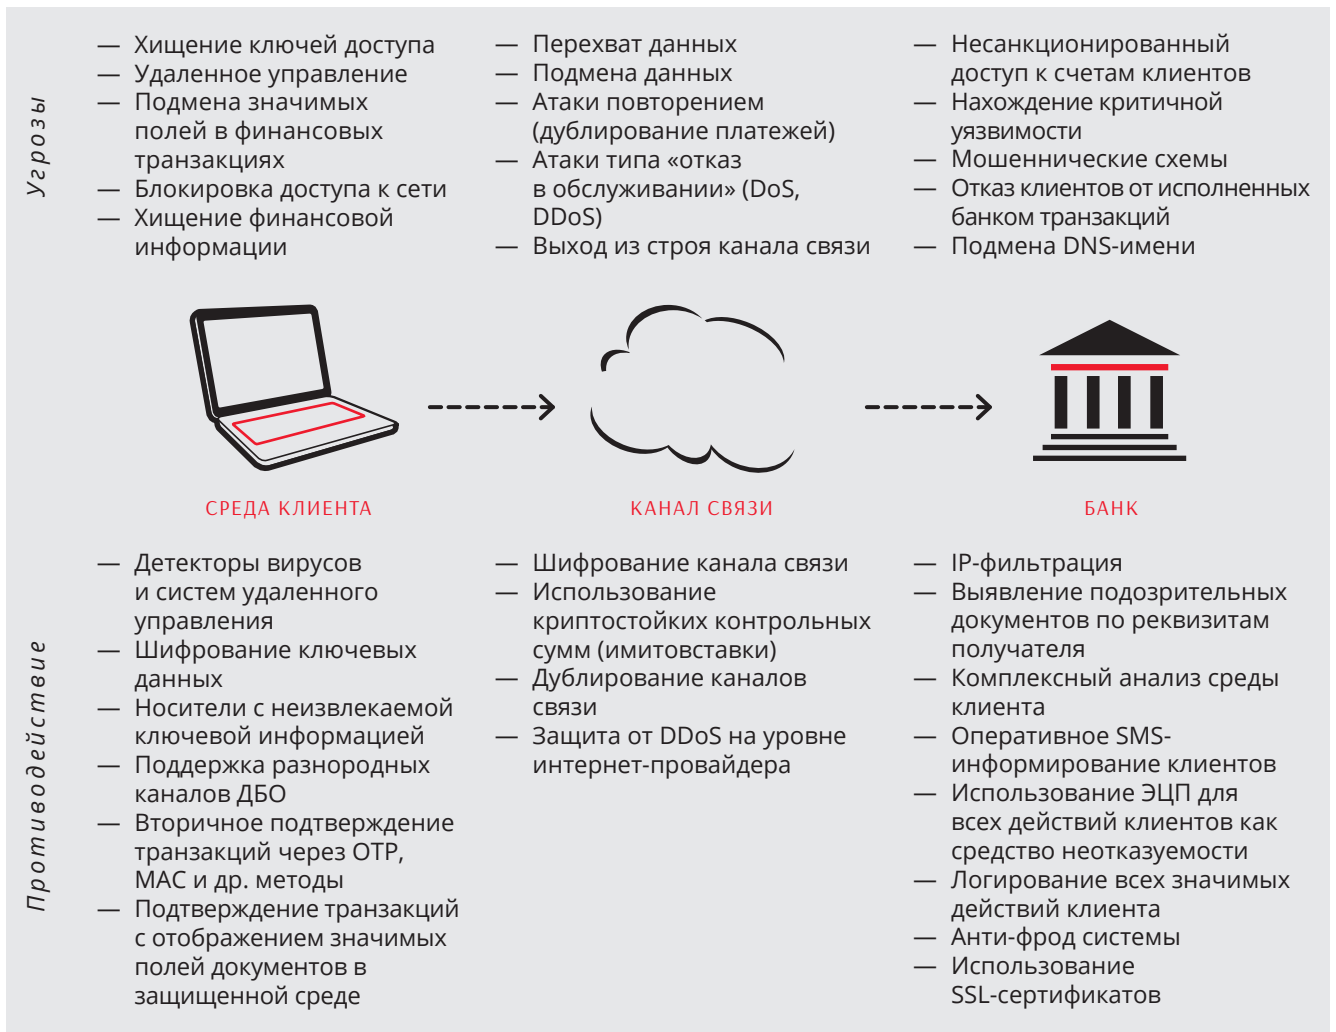 Угрозы
— Хищение ключей доступа
— Удаленное управление
— Подмена значимых
полей в финансовых
транзакциях
— Блокировка доступа к сети
— Хищение финансовой
информации
— Перехват данных
— Подмена данных
— Атаки повторением
(дублирование платежей)
— Атаки типа «отказ
в обслуживании» (DoS,
DDoS)
— Выход из строя канала связи
— Несанкционированный
доступ к счетам клиентов
— Нахождение критичной
уязвимости
— Мошеннические схемы
— Отказ клиентов от исполненных
банком транзакций
— Подмена DNS-имени
СРЕДА КЛИЕНТА
КАНАЛ СВЯЗИ
БАНК
Противодействие
— Детекторы вирусов
и систем удаленного
управления
— Шифрование ключевых
данных
— Носители с неизвлекаемой
ключевой информацией
— Поддержка разнородных
каналов ДБО
— Вторичное подтверждение
транзакций через OTP,
MAC и др. методы
— Подтверждение транзакций
с отображением значимых
полей документов в
защищенной среде
— Шифрование канала связи
— Использование
криптостойких контрольных
сумм (имитовставки)
— Дублирование каналов
связи
— Защита от DDoS на уровне
интернет-провайдера
— IP-фильтрация
— Выявление подозрительных
документов по реквизитам
получателя
— Комплексный анализ среды
клиента
— Оперативное SMS-
информирование клиентов
— Использование ЭЦП для
всех действий клиентов как
средство неотказуемости
— Логирование всех значимых
действий клиента
— Анти-фрод системы
— Использование
SSL-сертификатов